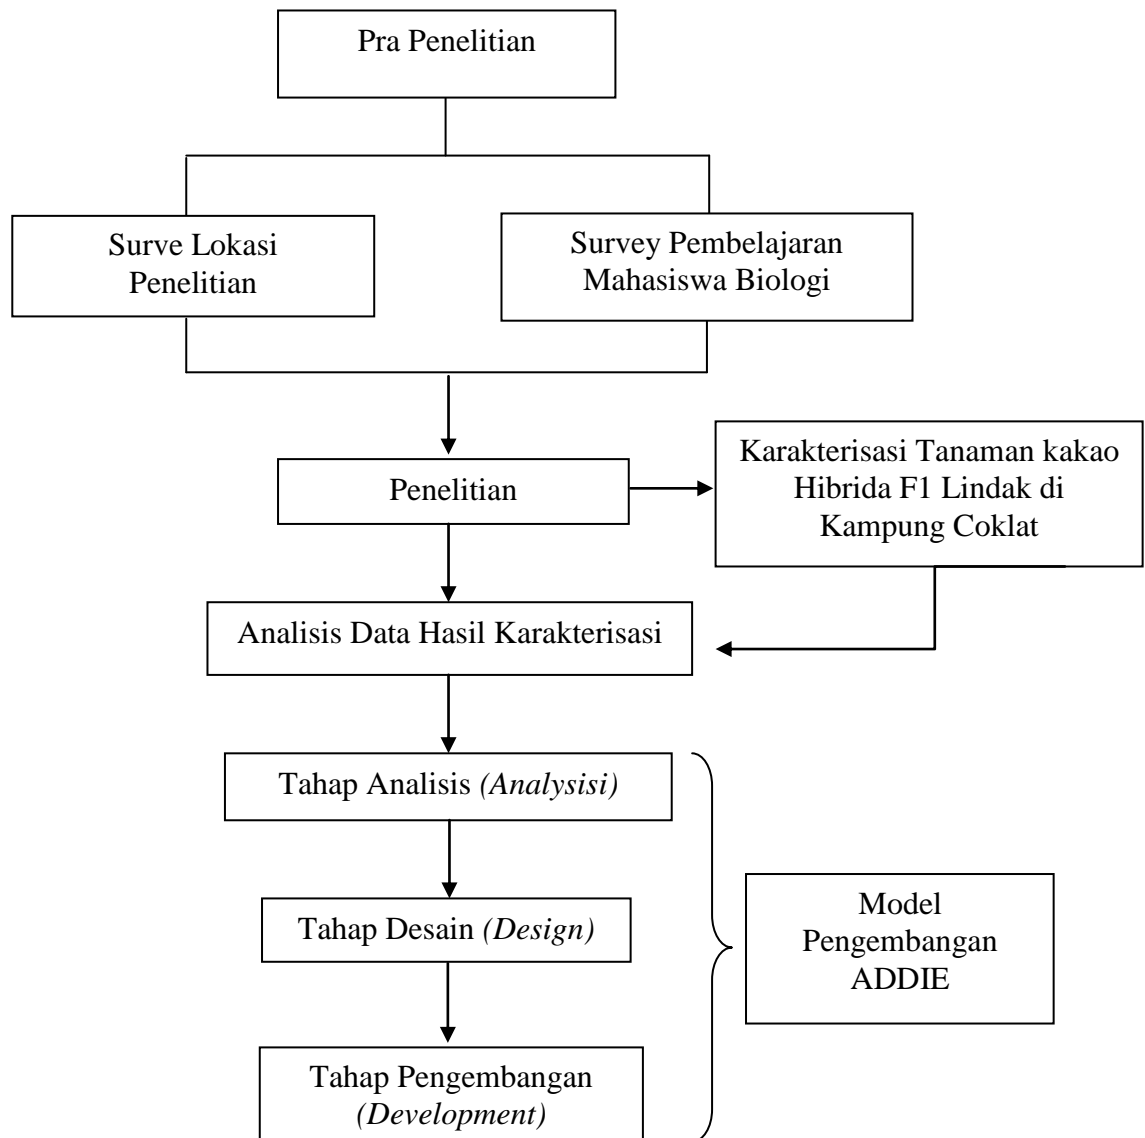 Pra Penelitian
Surve Lokasi
Penelitian
Survey Pembelajaran
Mahasiswa Biologi
Penelitian
Karakterisasi Tanaman kakao
Hibrida F1 Lindak di
Kampung Coklat
Analisis Data Hasil Karakterisasi
Tahap Analisis (Analysisi)
Tahap Desain (Design)
Model
Pengembangan
ADDIE
Tahap Pengembangan
(Development)